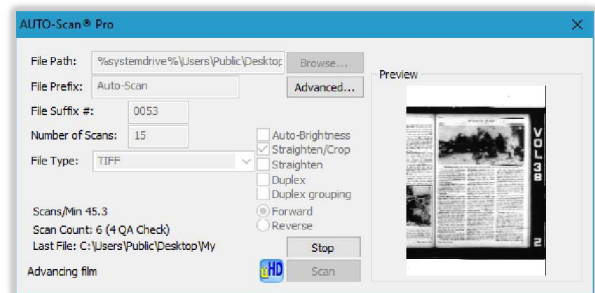 AUTO-Scan® Pro
File Path: %systemdrive%\Users\Public\Desktop Browse...
File Prefix: Auto-Scan Advanced...
File Suffix #: 0053
Number of Scans: 15
File Type: TIFF
Auto-Brightness
Straighten/Crop
Straighten
Duplex
Duplex grouping
Forward
Reverse
Scans/Min 45.3
Scan Count: 6 (4 QA Check)
Last File: C:\Users\Public\Desktop\My
Advancing film
Stop
HD Scan
Preview
VOL38